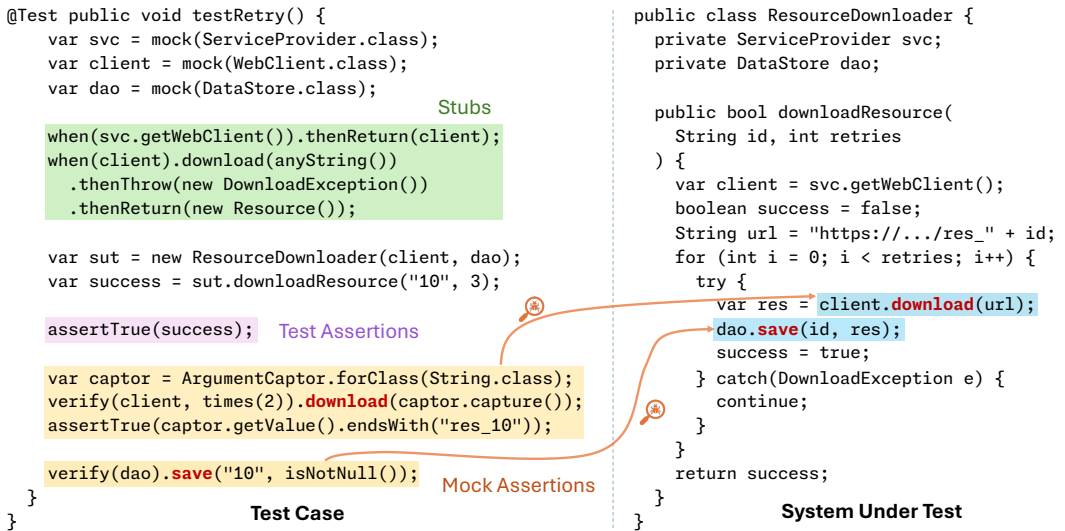 @Test public void testRetry() {
var svc = mock(ServiceProvider.class);
var client = mock(WebClient.class);
var dao = mock(DataStore.class);
Stubs
when(svc.getWebClient()).thenReturn(client);
when(client).download(anyString())
.thenThrow(new DownloadException())
.thenReturn(new Resource());
var sut = new ResourceDownloader(client, dao);
var success = sut.downloadResource("10", 3);
assertTrue(success);
Test Assertions
var captor = ArgumentCaptor.forClass(String.class);
verify(client, times(2)).download(captor.capture());
assertTrue(captor.getValue().endsWith("res_10"));
verify(dao).save("10", isNotNull());
Mock Assertions
}
}
Test Case
public class ResourceDownloader {
private ServiceProvider svc;
private DataStore dao;
public bool downloadResource(
String id, int retries
) {
var client = svc.getWebClient();
boolean success = false;
String url = "https://.../res_" + id;
for (int i = 0; i < retries; i++) {
try {
var res = client.download(url);
dao.save(id, res);
success = true;
} catch(DownloadException e) {
continue;
}
}
return success;
}
}
System Under Test